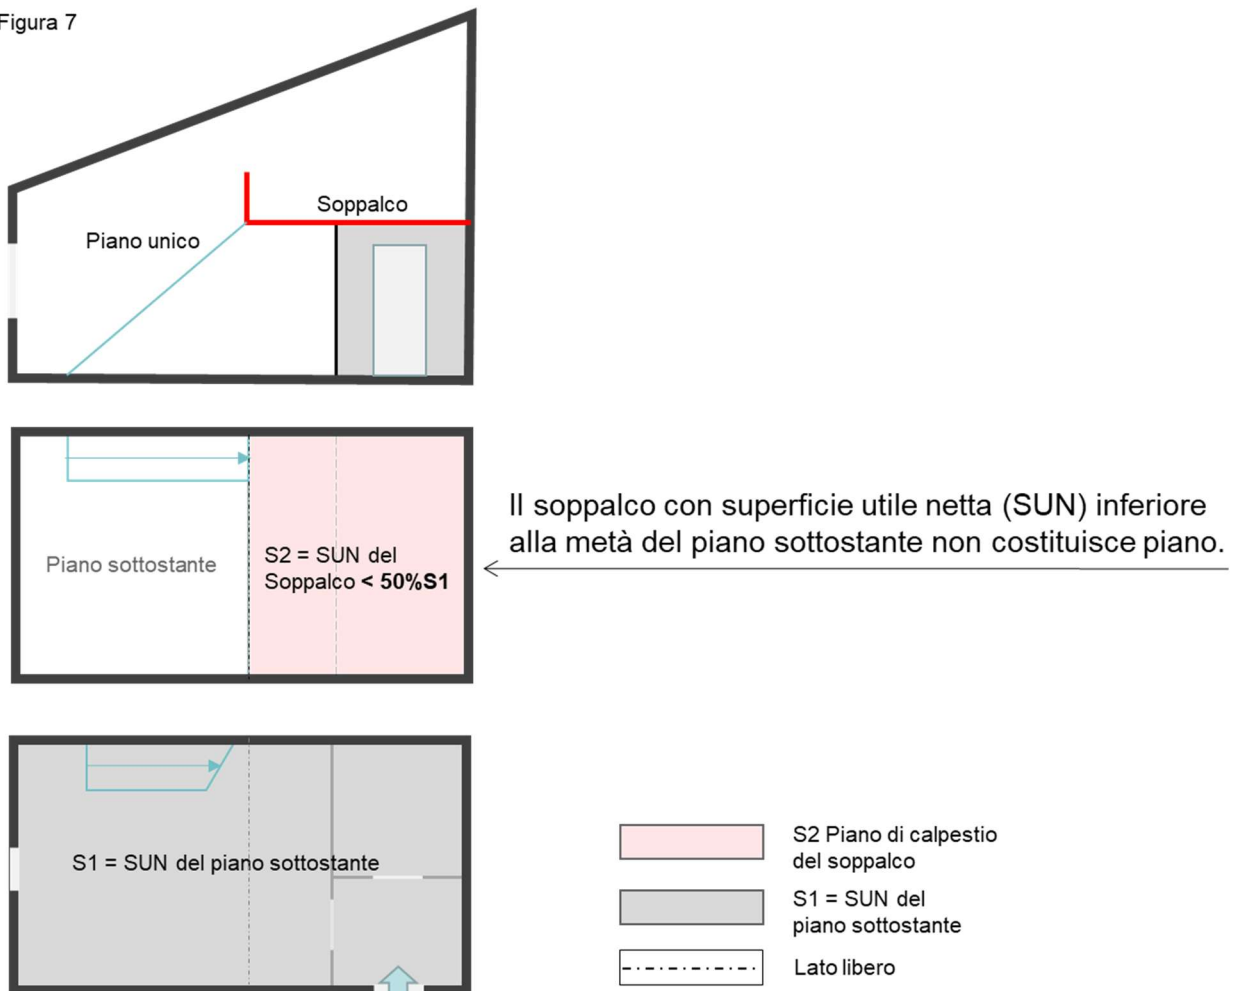 Figura 7
Soppalco
Piano unico
Il soppalco con superficie utile netta (SUN) inferiore
alla metà del piano sottostante non costituisce piano.
Piano sottostante
S2 = SUN del
Soppalco < 50%S1
S1 = SUN del piano sottostante
S2 Piano di calpestio
del soppalco
S1 = SUN del
piano sottostante
Lato libero